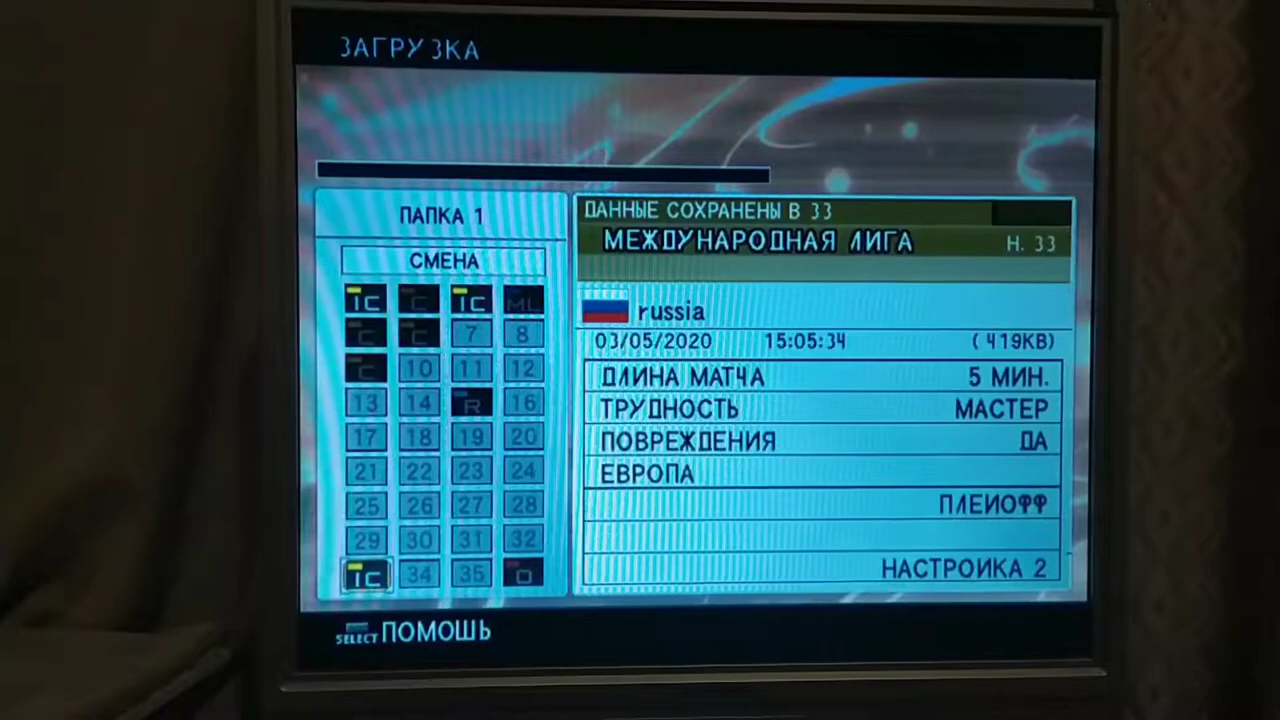 ЗАГРУЗКА
ПАПКА 1
СМЕНА
IC C IC ML
C C 7 8
C 10 11 12
13 14 R 16
17 18 19 20
21 22 23 24
25 26 27 28
29 30 31 32
IC 34 35 O
ДАННЫЕ СОХРАНЕНЫ В 33
МЕЖДУНАРОДНАЯ ЛИГА Н. 33
russia
03/05/2020 15:05:34 (419KB)
ДЛИНА МАТЧА 5 МИН.
ТРУДНОСТЬ МАСТЕР
ПОВРЕЖДЕНИЯ ДА
ЕВРОПА
ПЛЕИОФФ
НАСТРОИКА 2
SELECT ПОМОШЬ